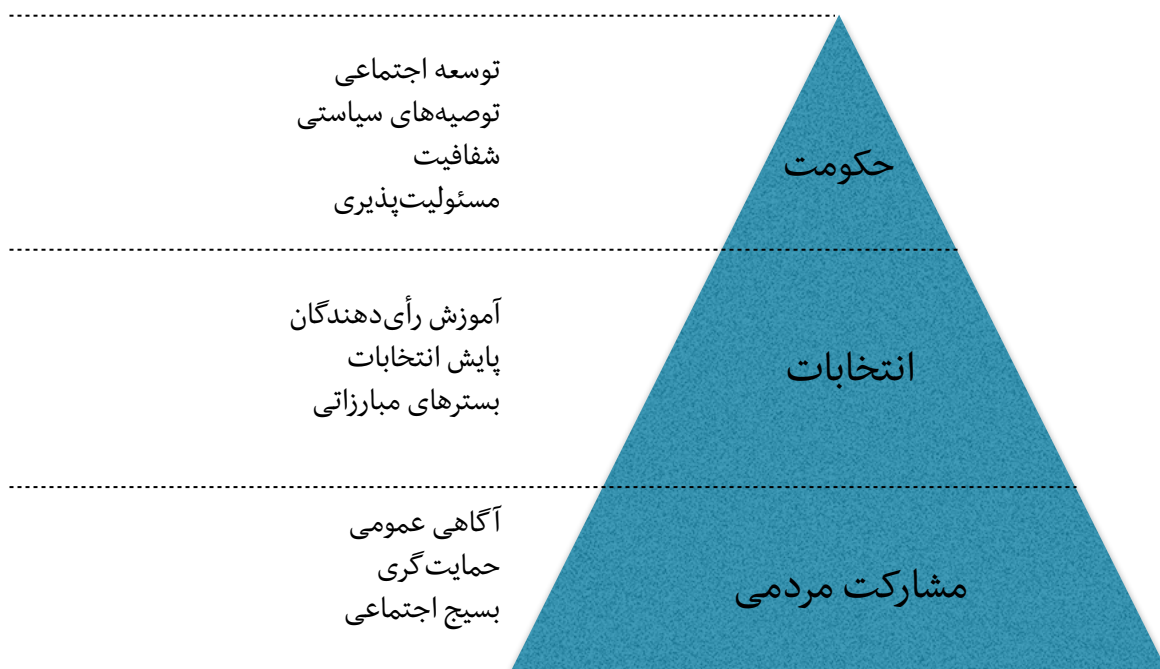 حکومت
توسعه اجتماعی
توصیه‌های سیاستی
شفافیت
مسئولیت‌پذیری
انتخابات
آموزش رأی‌دهندگان
پایش انتخابات
بسترهای مبارزاتی
مشارکت مردمی
آگاهی عمومی
حمایت‌گری
بسیج اجتماعی